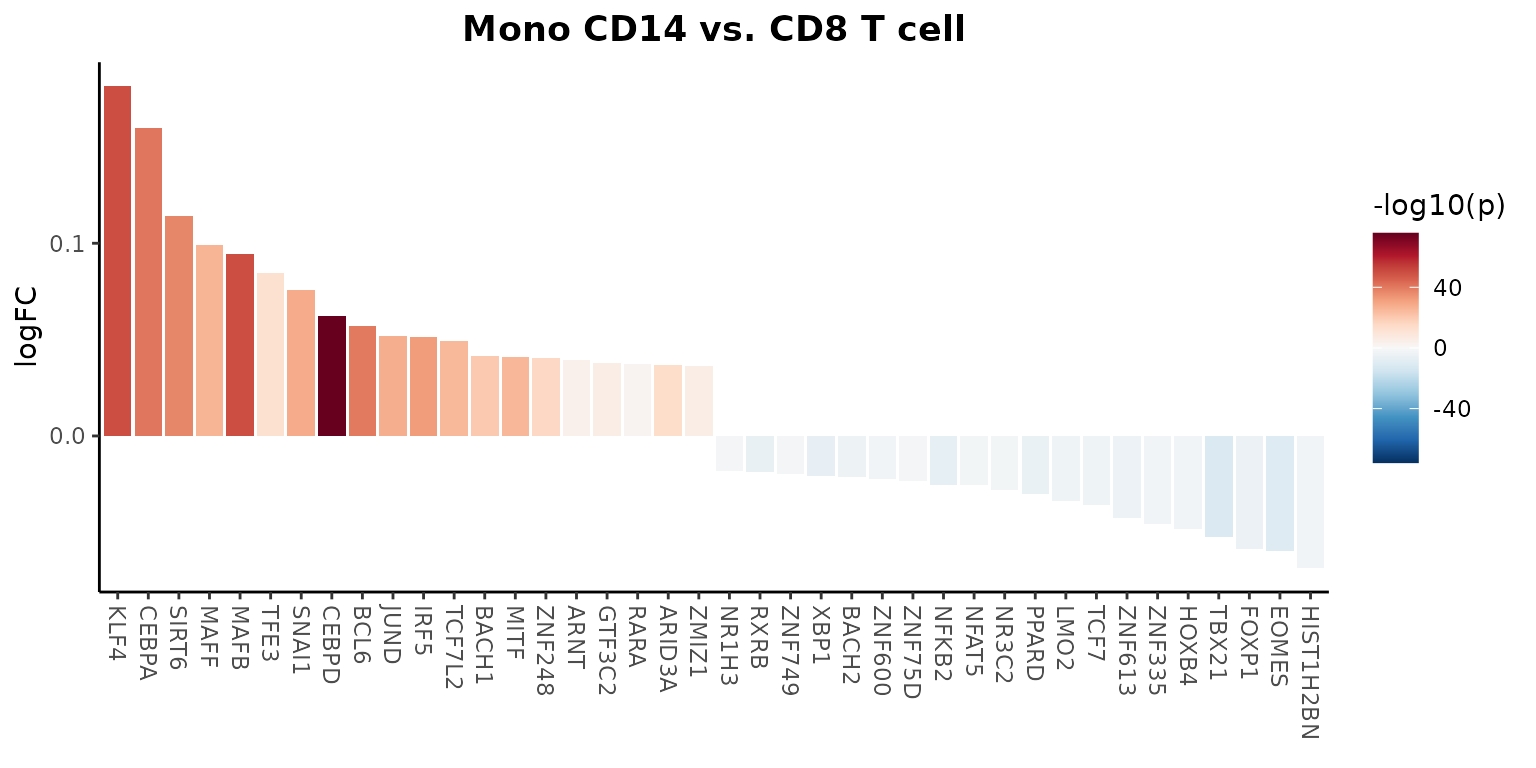 Mono CD14 vs. CD8 T cell
logFC
0.1
0.0
KLF4
CEBPA
SIRT6
MAFF
MAFB
TFE3
SNAI1
CEBPD
BCL6
JUND
IRF5
TCF7L2
BACH1
MITF
ZNF248
ARNT
GTF3C2
RARA
ARID3A
ZMIZ1
NR1H3
RXRB
ZNF749
XBP1
BACH2
ZNF600
ZNF75D
NFKB2
NFAT5
NR3C2
PPARD
LMO2
TCF7
ZNF613
ZNF335
HOXB4
TBX21
FOXP1
EOMES
HIST1H2BN
-log10(p)
40
0
-40